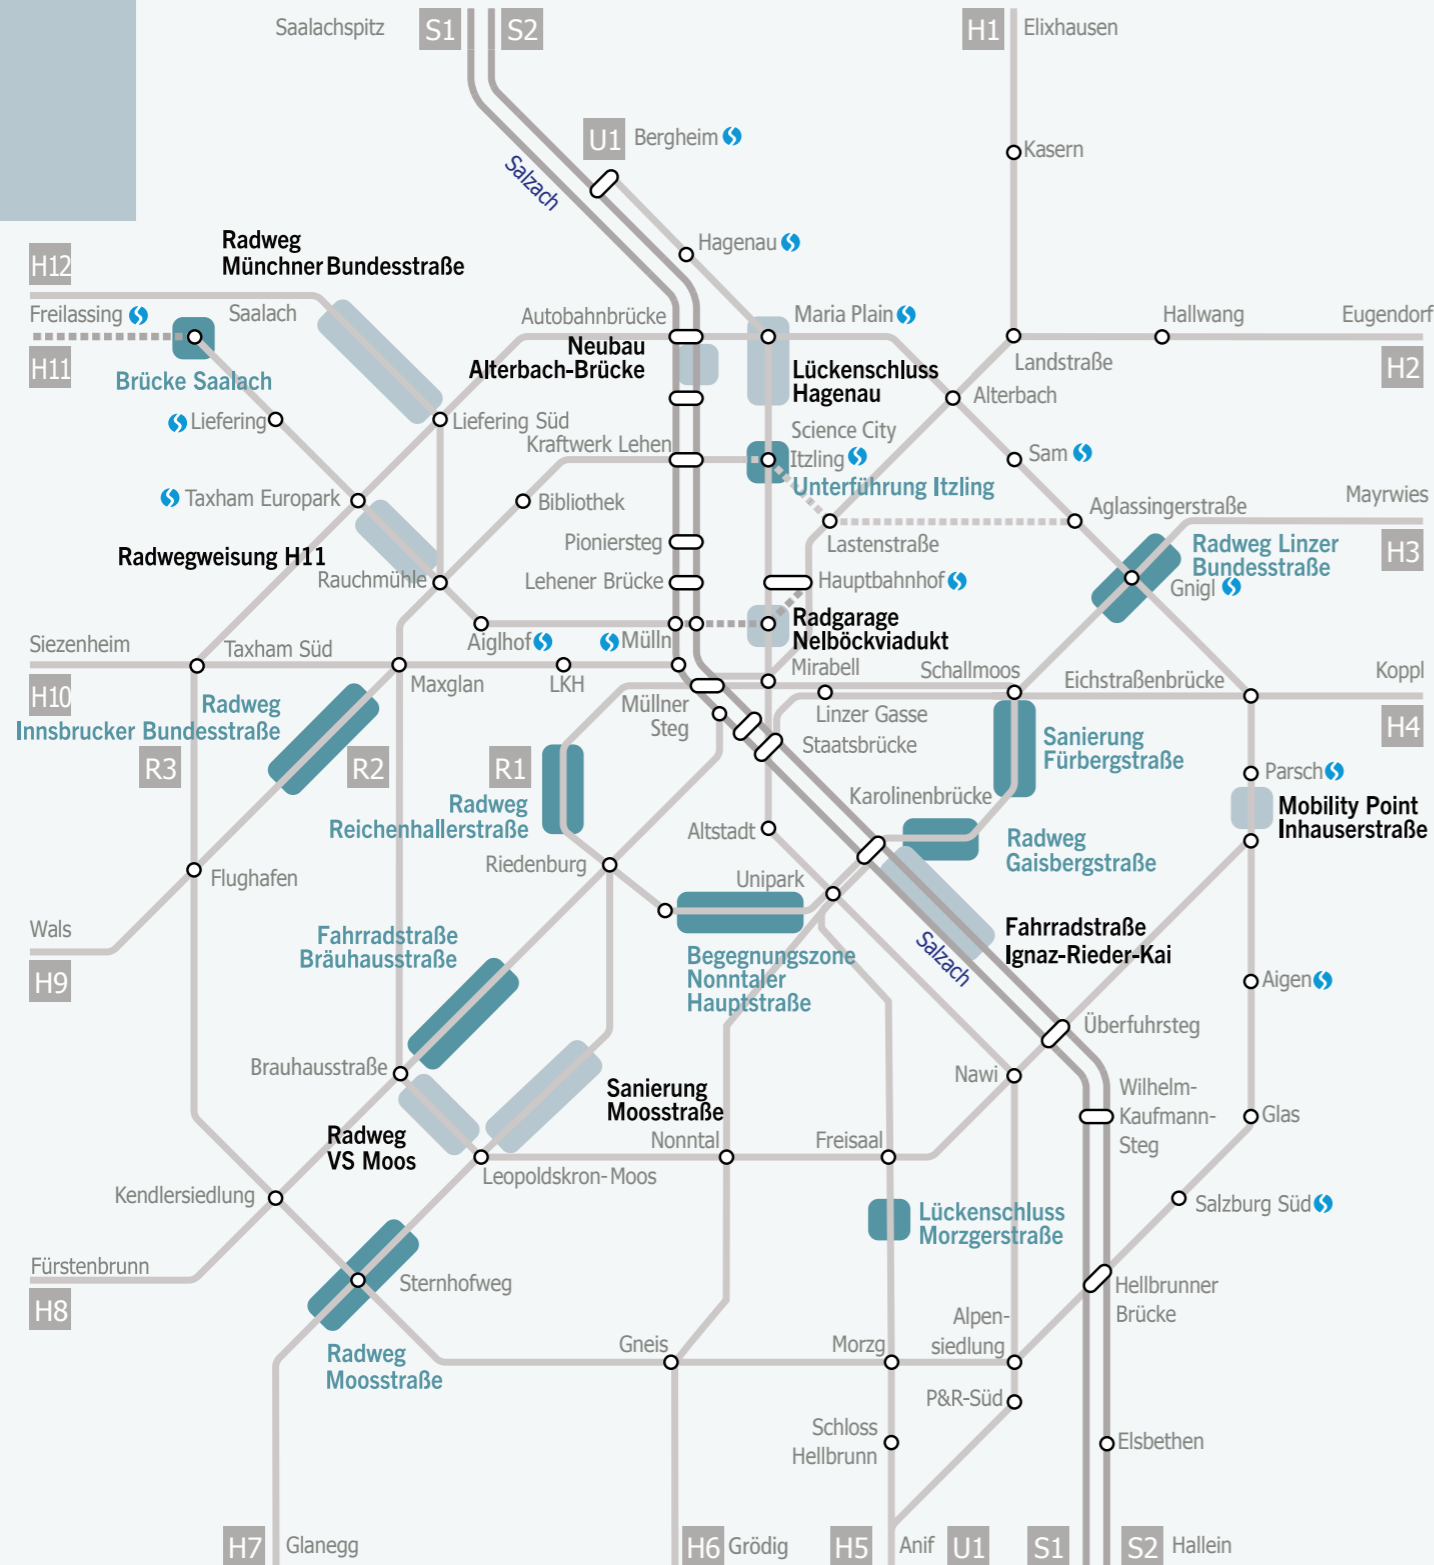 Saalachspitz
S1
S2
H1
Elixhausen
U1
Bergheim
Kasern
Salzach
Hagenau
Radweg
Münchner Bundesstraße
H12
Freilassing
Saalach
H11
Brücke Saalach
Autobahnbrücke
Neubau
Alterbach-Brücke
Maria Plain
Lückenschluss
Hagenau
Hallwang
Eugendorf
Landstraße
H2
Alterbach
Liefering
Liefering Süd
Kraftwerk Lehen
Science City
Itzling
Unterführung Itzling
Sam
Taxham Europark
Bibliothek
Aglassingerstraße
Mayrwies
H3
Radwegweisung H11
Rauchmühle
Pioniersteg
Lehener Brücke
Lastenstraße
Hauptbahnhof
Radweg Linzer
Bundesstraße
Gnigl
Radgarage
Nelböckviadukt
Siezenheim
H10
Taxham Süd
Aiglhof
Mülln
Maxglan
LKH
Mirabell
Schallmoos
Eichstraßenbrücke
Koppl
H4
Radweg
Innsbrucker Bundesstraße
Müllner
Steg
Linzer Gasse
Staatsbrücke
Sanierung
Fürbergstraße
R3
R2
R1
Radweg
Reichenhallerstraße
Parsch
Mobility Point
Inhauserstraße
Karolinenbrücke
Altstadt
Radweg
Gaisbergstraße
Riedenburg
Flughafen
Unipark
Wals
H9
Fahrradstraße
Bräuhausstraße
Begegnungszone
Nonntaler
Hauptstraße
Fahrradstraße
Ignaz-Rieder-Kai
Salzach
Aigen
Überfuhrsteg
Brauhausstraße
Nawi
Sanierung
Moosstraße
Wilhelm-
Kaufmann-
Steg
Glas
Radweg
VS Moos
Nonntal
Freisaal
Leopoldskron-Moos
Kendlersiedlung
Salzburg Süd
Lückenschluss
Morzgerstraße
Fürstenbrunn
H8
Sternhofweg
Hellbrunner
Brücke
Radweg
Moosstraße
Gneis
Morzg
Alpen-
siedlung
P&R-Süd
Schloss
Hellbrunn
Elsbethen
H7
Glanegg
H6
Grödig
H5
Anif
U1
S1
S2
Hallein